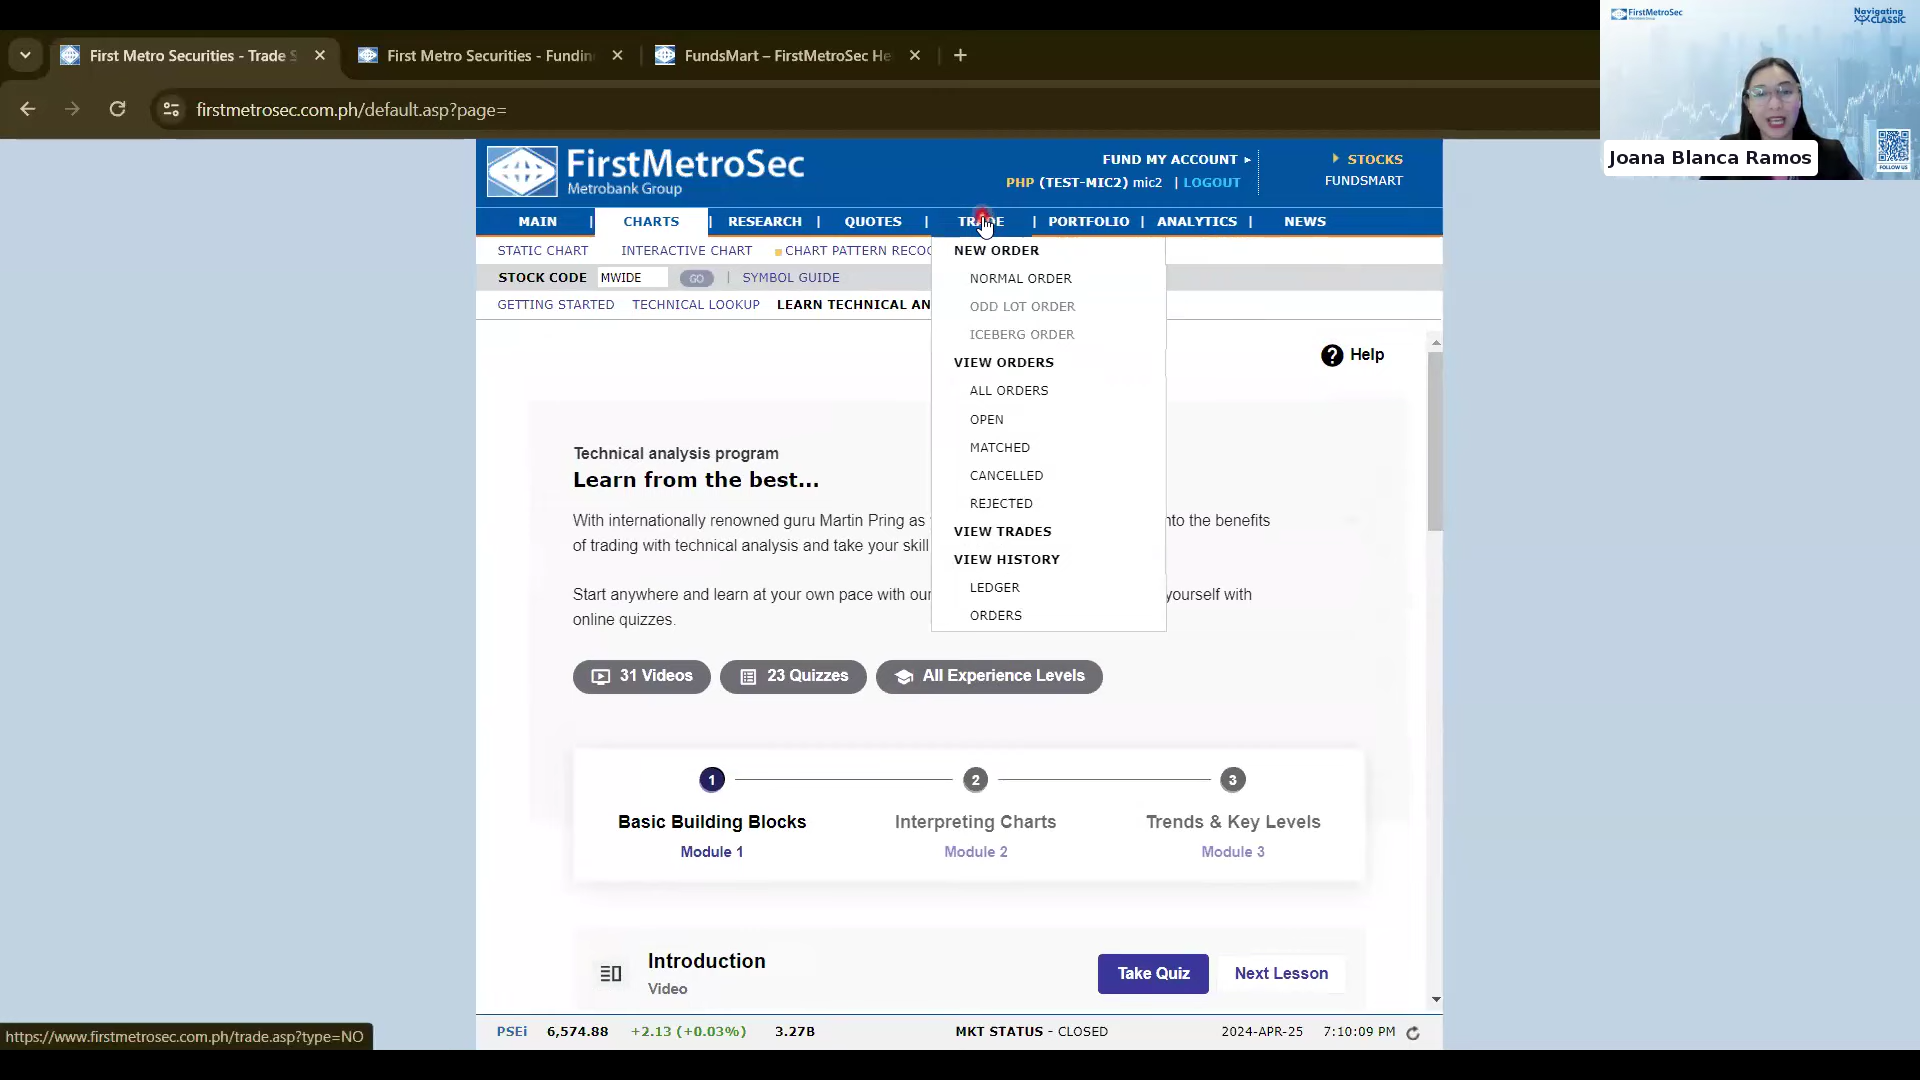 First Metro Securities - Trade S
First Metro Securities - Fundin
FundsMart – FirstMetroSec He
firstmetrosec.com.ph/default.asp?page=
FirstMetroSec
Navigating
CLASSIC
FOLLOW US
Joana Blanca Ramos
FirstMetroSec
Metrobank Group
FUND MY ACCOUNT
STOCKS
PHP (TEST-MIC2) mic2 | LOGOUT
FUNDSMART
MAIN | CHARTS | RESEARCH | QUOTES | TRADE | PORTFOLIO | ANALYTICS | NEWS
STATIC CHART INTERACTIVE CHART CHART PATTERN RECOG
STOCK CODE MWIDE GO | SYMBOL GUIDE
GETTING STARTED TECHNICAL LOOKUP LEARN TECHNICAL AN
NEW ORDER
NORMAL ORDER
ODD LOT ORDER
ICEBERG ORDER
VIEW ORDERS
ALL ORDERS
OPEN
MATCHED
CANCELLED
REJECTED
VIEW TRADES
VIEW HISTORY
LEDGER
ORDERS
? Help
Technical analysis program
Learn from the best...
With internationally renowned guru Martin Pring as nto the benefits
of trading with technical analysis and take your skill
Start anywhere and learn at your own pace with our yourself with
online quizzes.
31 Videos
23 Quizzes
All Experience Levels
1 2 3
Basic Building Blocks Interpreting Charts Trends & Key Levels
Module 1 Module 2 Module 3
Introduction
Video
Take Quiz
Next Lesson
PSEi 6,574.88 +2.13 (+0.03%) 3.27B MKT STATUS - CLOSED 2024-APR-25 7:10:09 PM
https://www.firstmetrosec.com.ph/trade.asp?type=NO